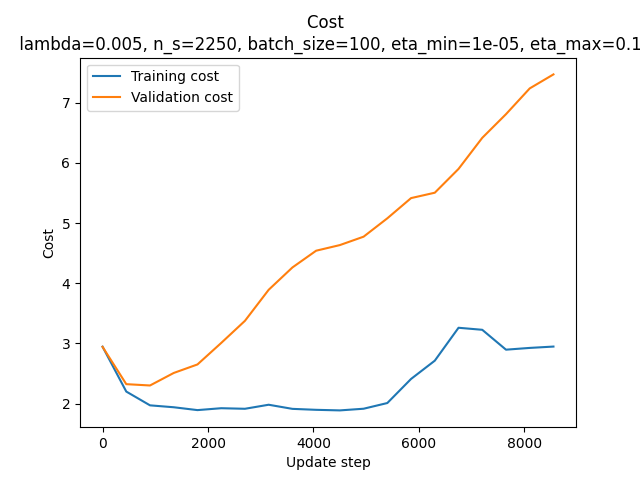 Cost
lambda=0.005, n_s=2250, batch_size=100, eta_min=1e-05, eta_max=0.1
Training cost
Validation cost
7
6
5
4
3
2
Cost
0
2000
4000
6000
8000
Update step